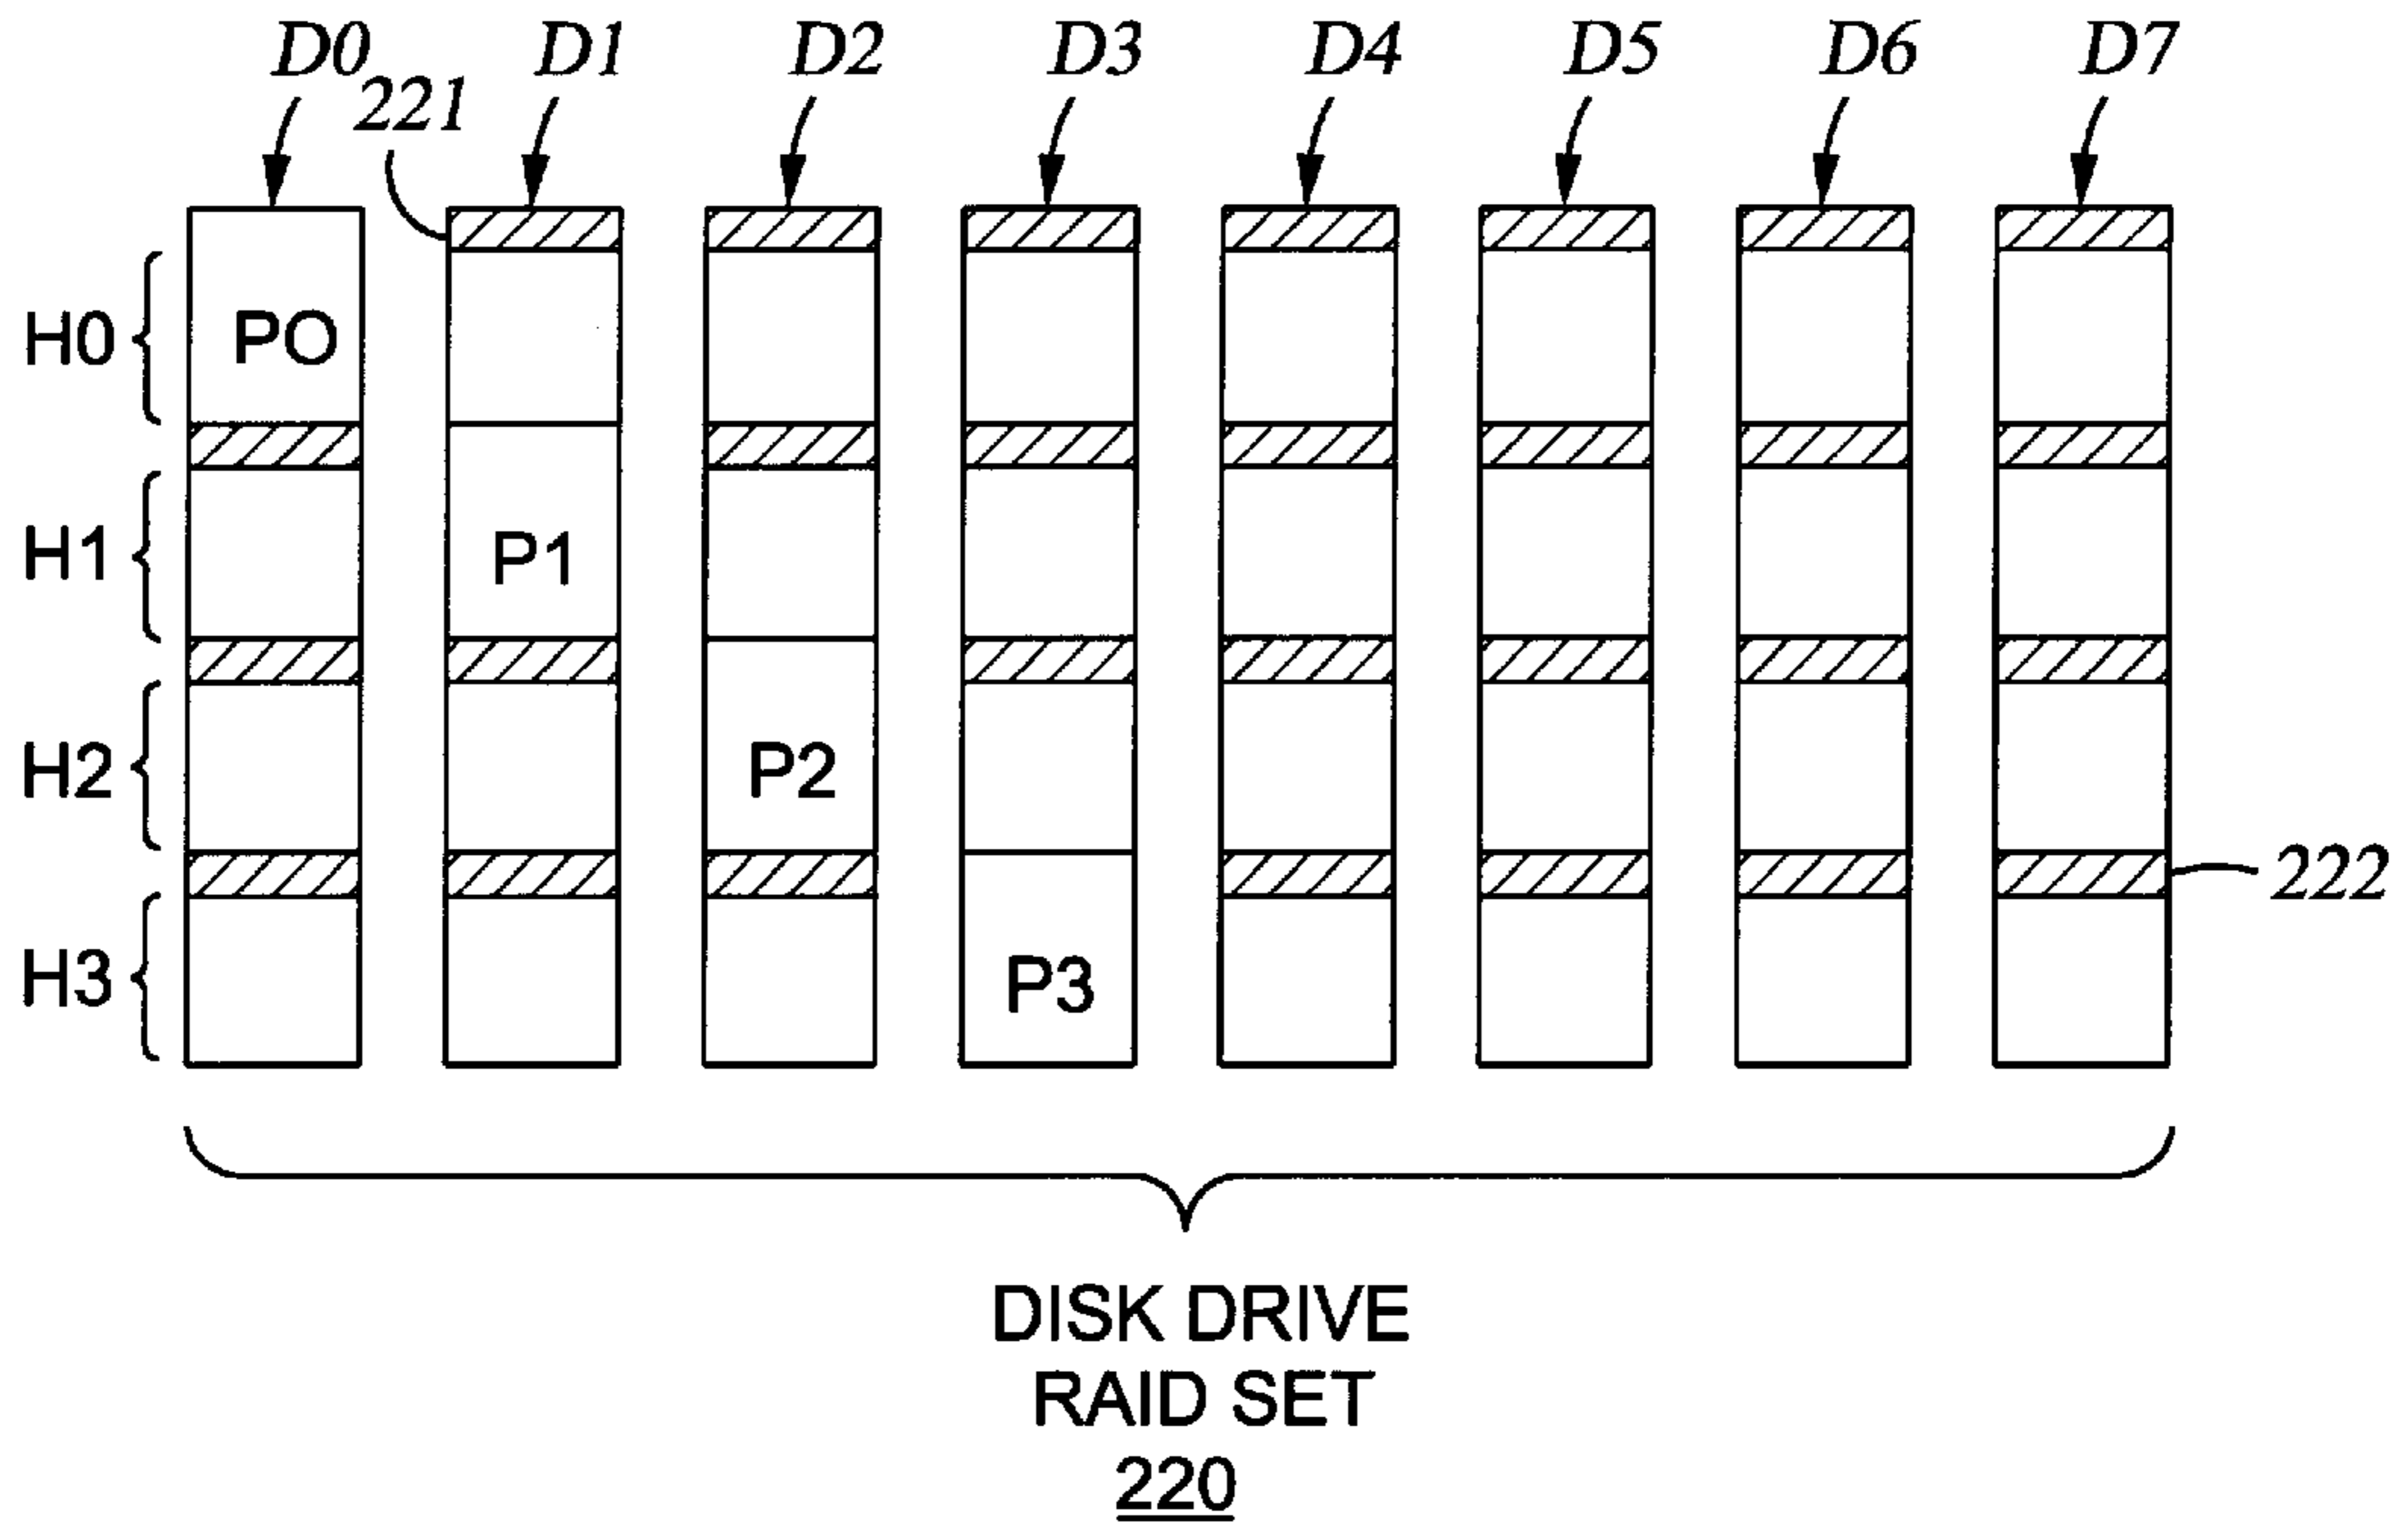 D0 D1 D2 D3 D4 D5 D6 D7
221
H0 PO
H1 P1
H2 P2
222
H3 P3
DISK DRIVE
RAID SET
220